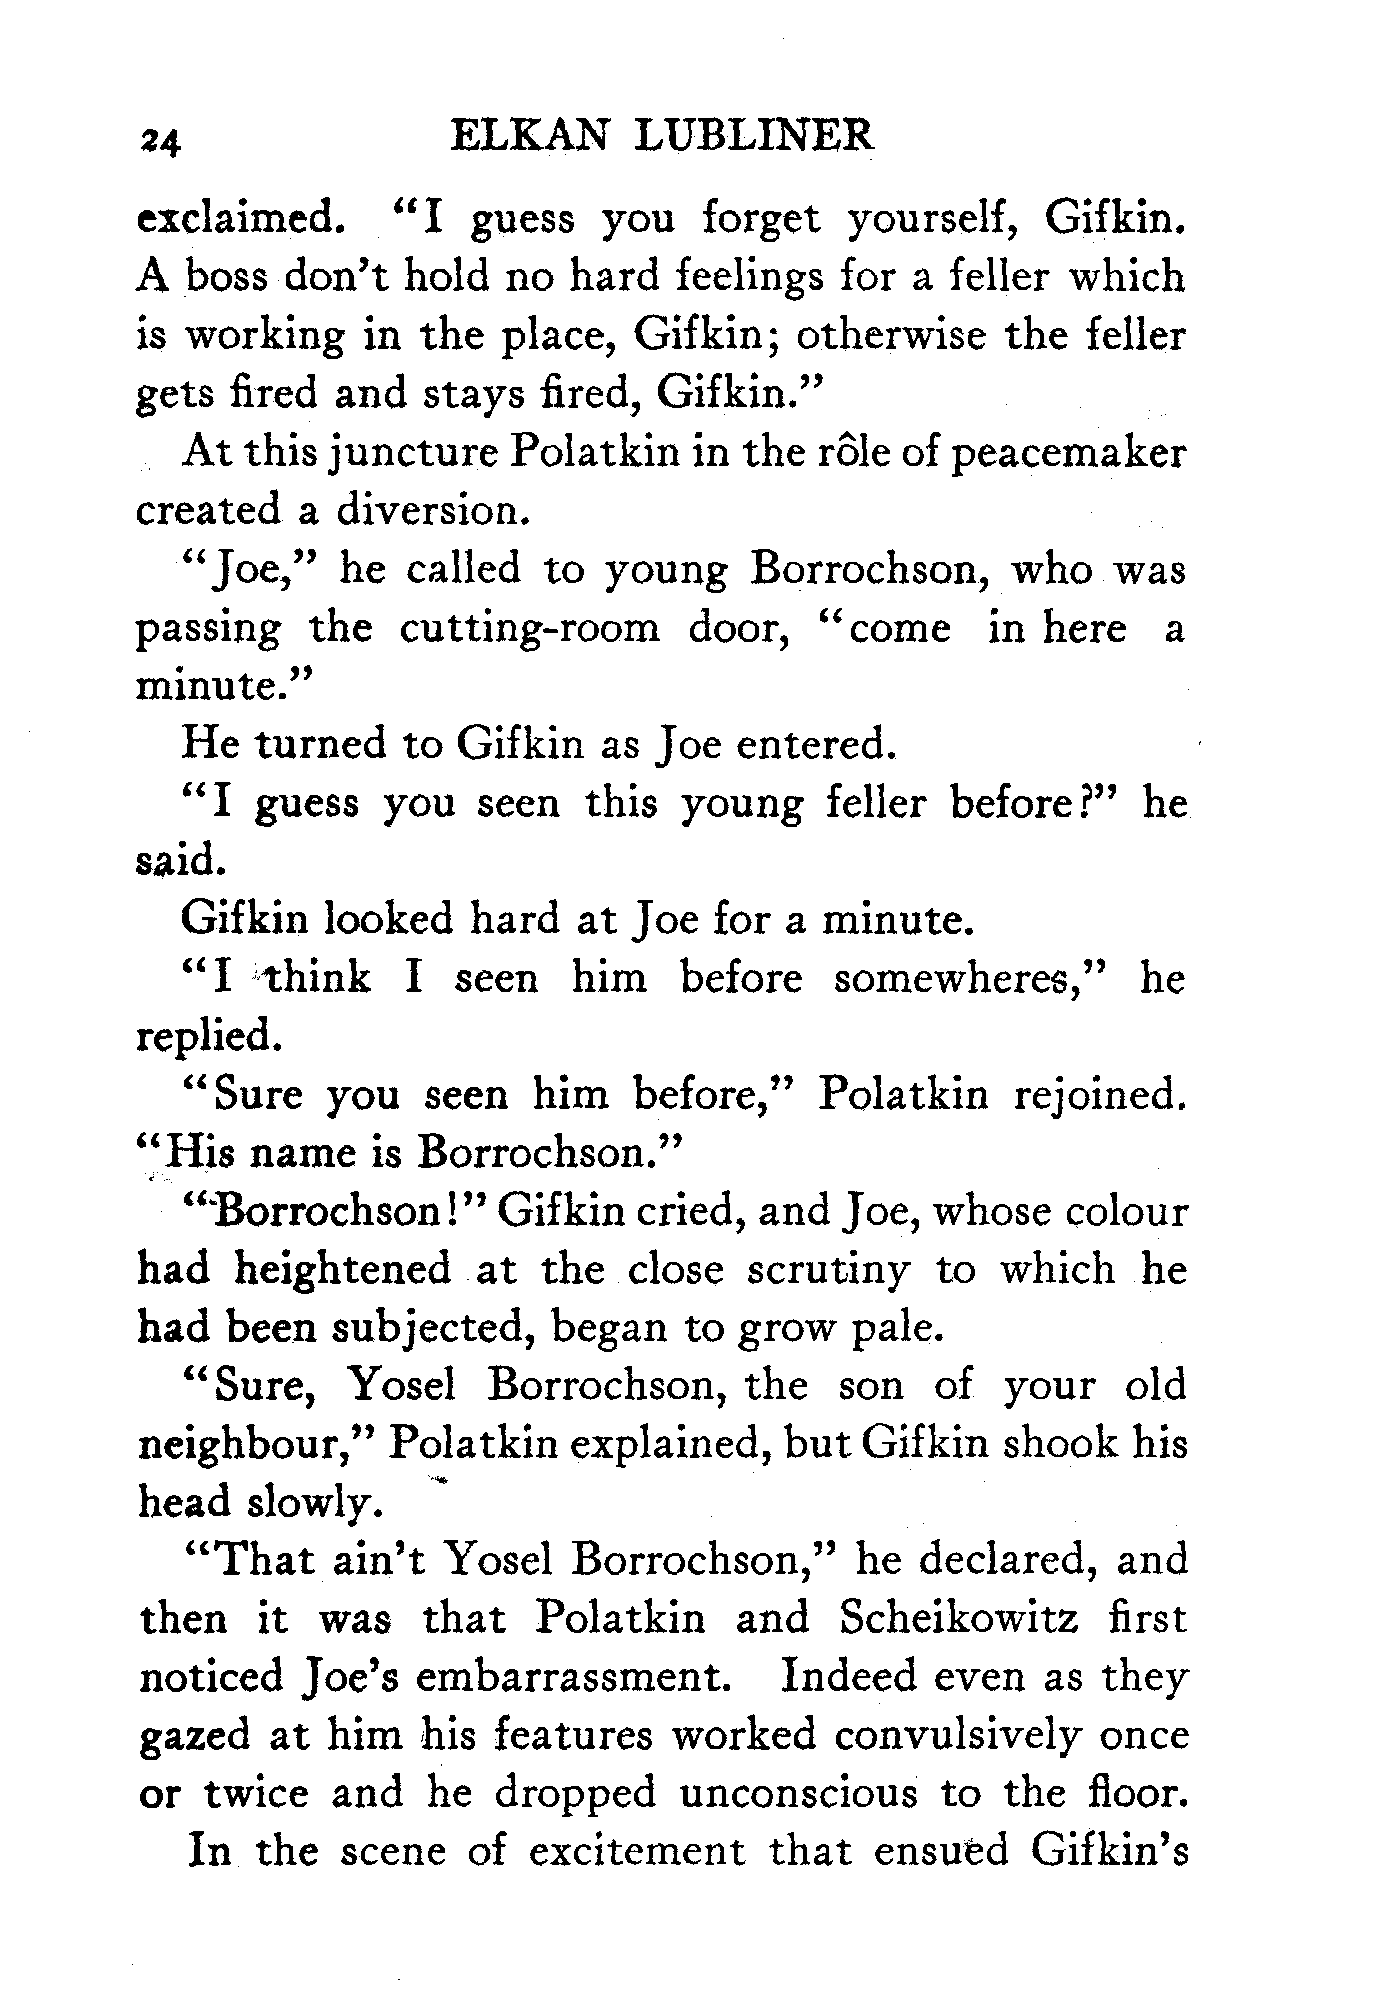 24 ELKAN LUBLINER
exclaimed. “I guess you forget yourself, Gifkin.
A boss don’t hold no hard feelings for a feller which
is working in the place, Gifkin; otherwise the feller
gets fired and stays fired, Gifkin.”
At this juncture Polatkin in the rôle of peacemaker
created a diversion.
“Joe,” he called to young Borrochson, who was
passing the cutting-room door, “come in here a
minute.”
He turned to Gifkin as Joe entered.
“I guess you seen this young feller before?” he
said.
Gifkin looked hard at Joe for a minute.
“I think I seen him before somewheres,” he
replied.
“Sure you seen him before,” Polatkin rejoined.
“His name is Borrochson.”
“Borrochson!” Gifkin cried, and Joe, whose colour
had heightened at the close scrutiny to which he
had been subjected, began to grow pale.
“Sure, Yosel Borrochson, the son of your old
neighbour,” Polatkin explained, but Gifkin shook his
head slowly.
“That ain’t Yosel Borrochson,” he declared, and
then it was that Polatkin and Scheikowitz first
noticed Joe’s embarrassment. Indeed even as they
gazed at him his features worked convulsively once
or twice and he dropped unconscious to the floor.
In the scene of excitement that ensued Gifkin’s